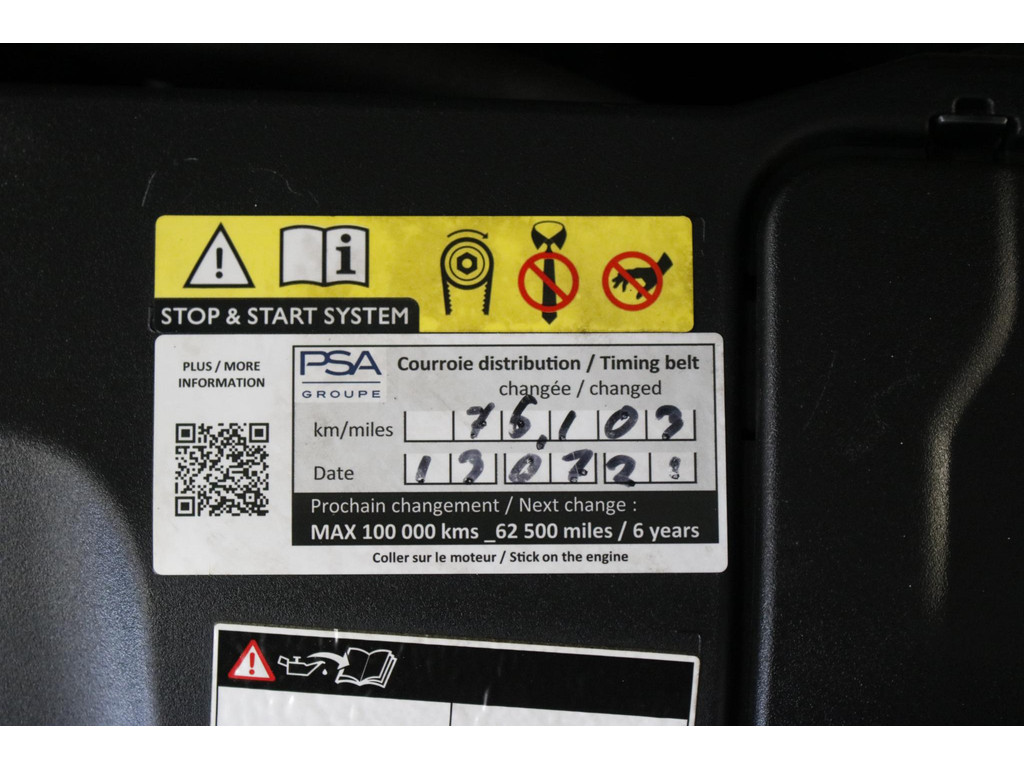 STOP & START SYSTEM
PLUS / MORE
INFORMATION
PSA
GROUPE
Courroie distribution / Timing belt
changée / changed
km/miles 75,103
Date 130721
Prochain changement / Next change :
MAX 100 000 kms _62 500 miles / 6 years
Coller sur le moteur / Stick on the engine